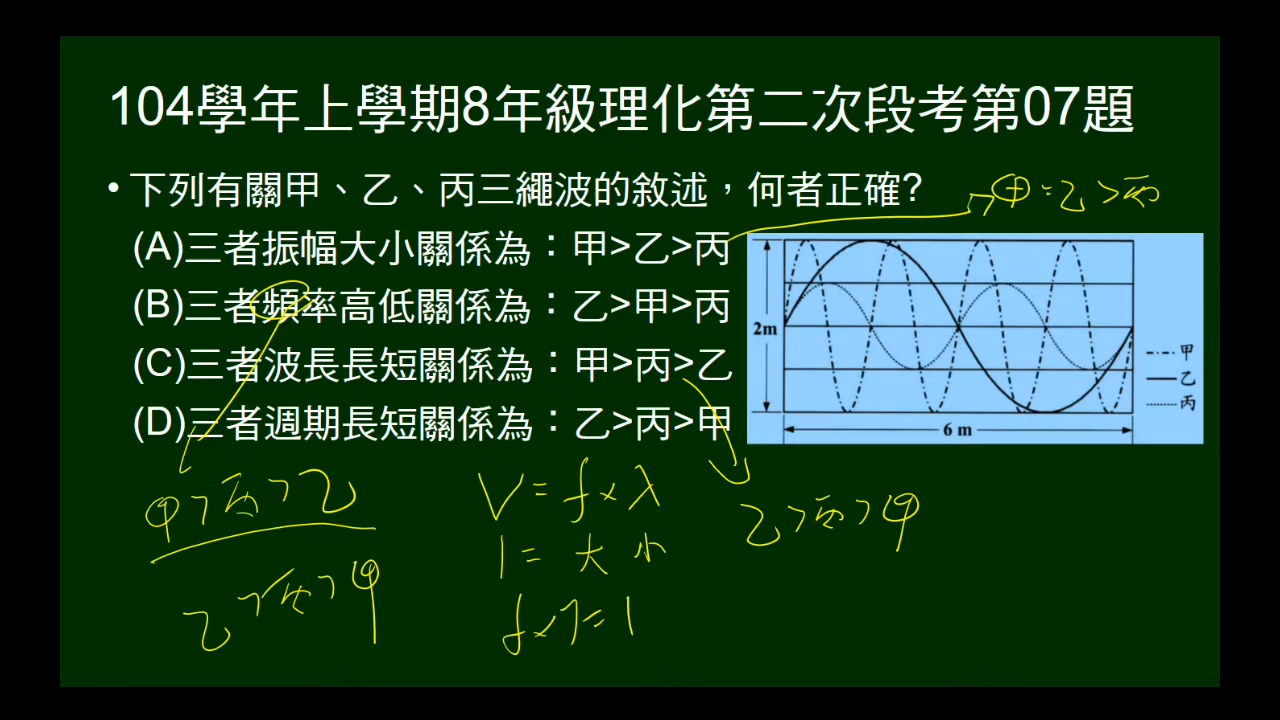 104學年上學期8年級理化第二次段考第07題
• 下列有關甲、乙、丙三繩波的敘述，何者正確?
甲=乙>丙
(A)三者振幅大小關係為：甲>乙>丙
(B)三者頻率高低關係為：乙>甲>丙
(C)三者波長長短關係為：甲>丙>乙
(D)三者週期長短關係為：乙>丙>甲
2m
甲
乙
丙
6 m
甲>丙>乙
V=f×λ
乙>丙>甲
1= 大 小
乙>丙>甲
f×T=1